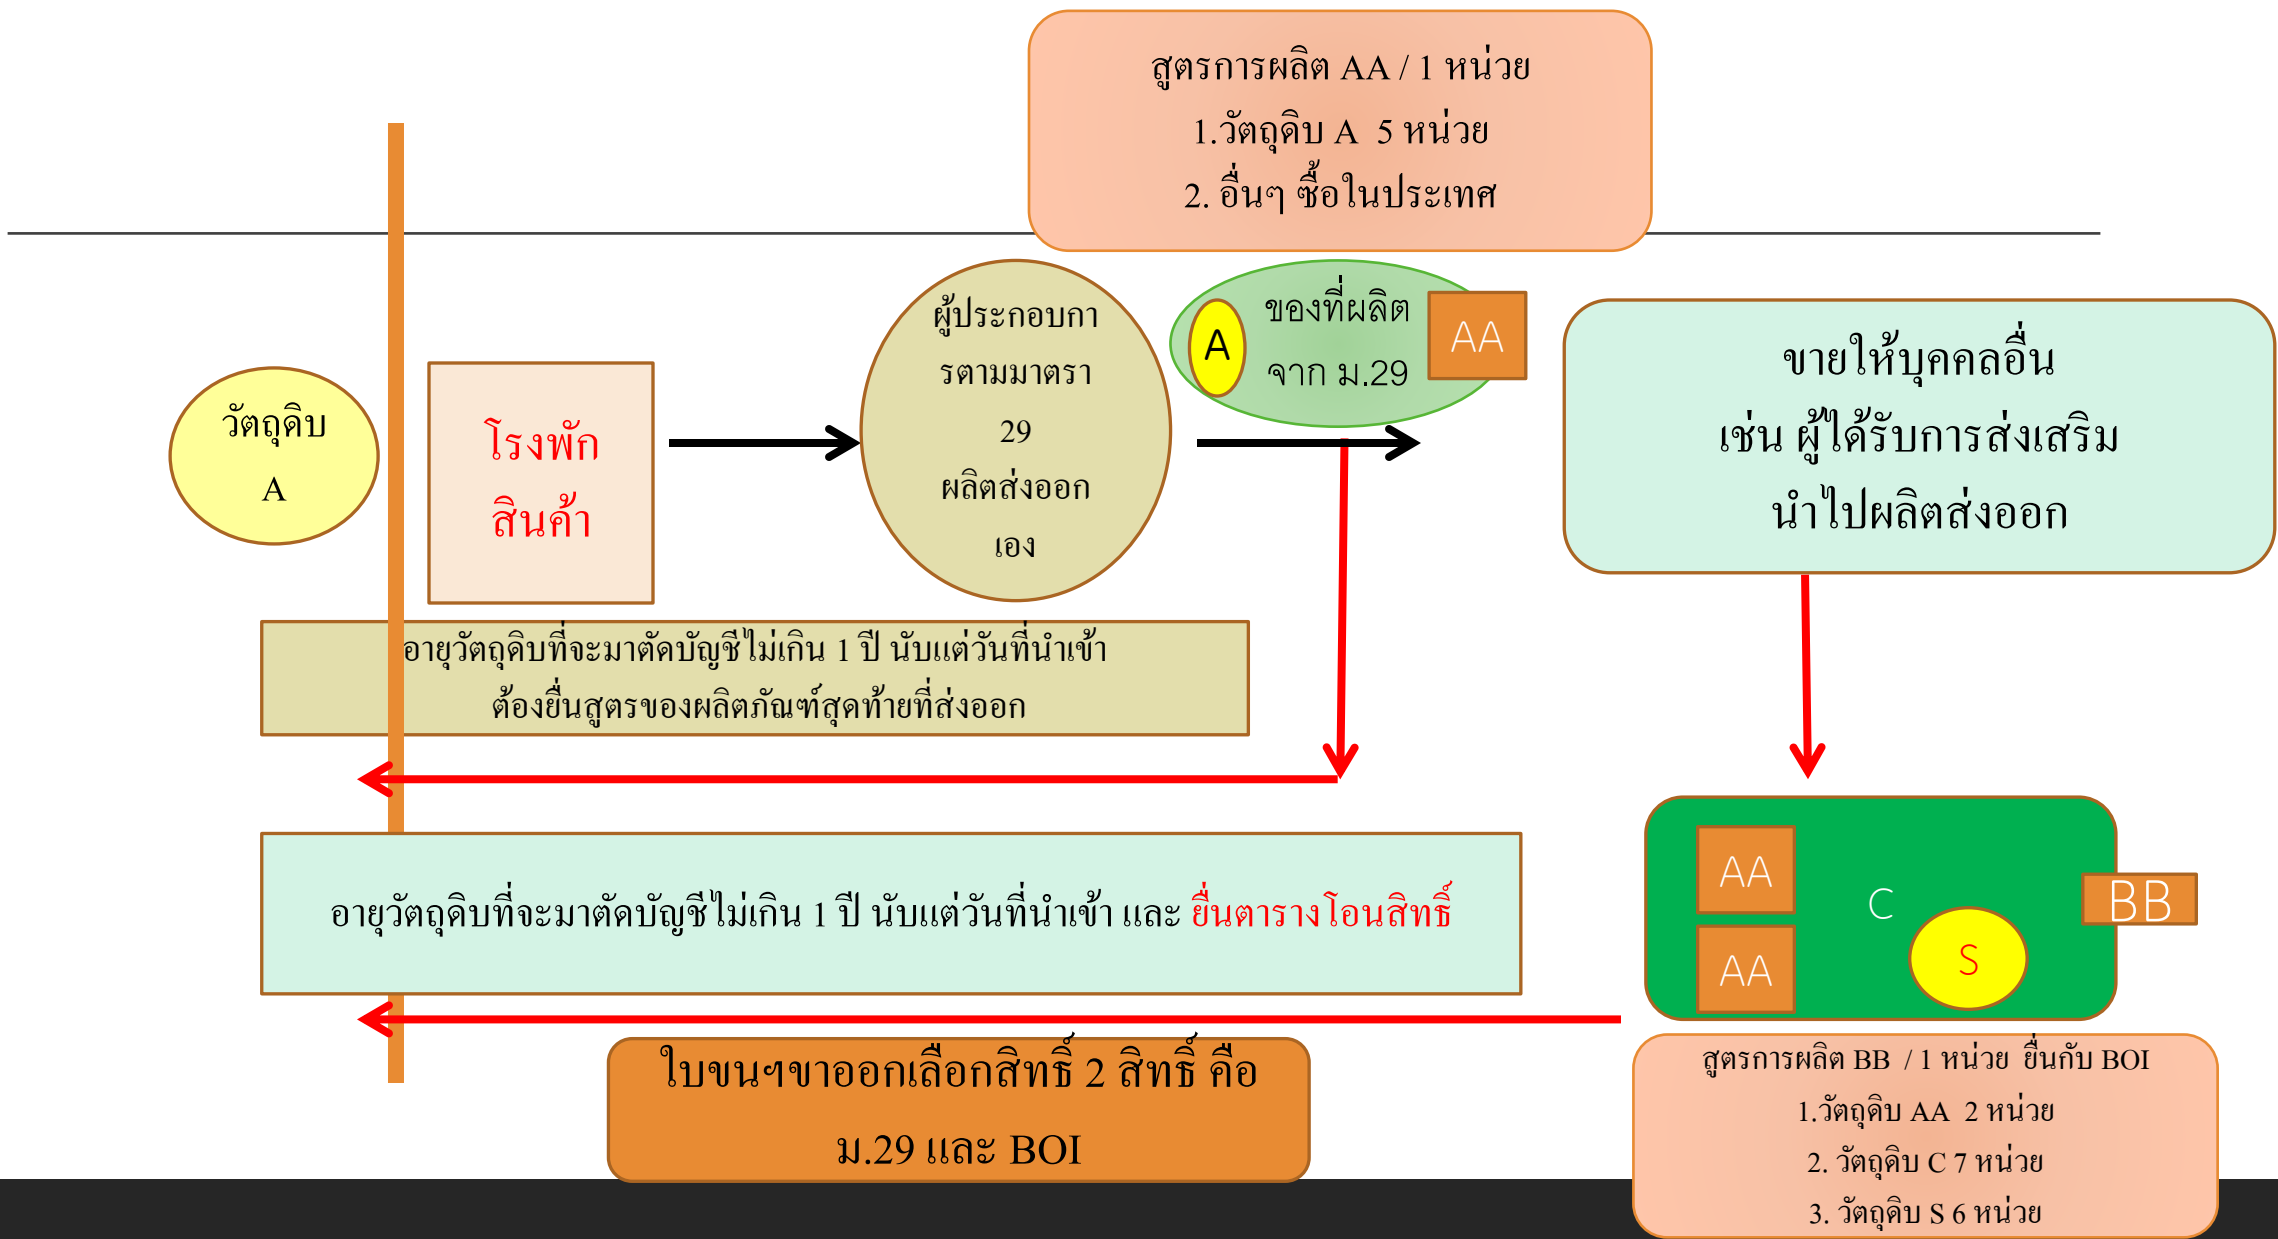 สูตรการผลิต AA / 1 หน่วย
1.วัตถุดิบ A 5 หน่วย
2. อื่นๆ ซื้อในประเทศ
วัตถุดิบ
A
โรงพัก
สินค้า
ผู้ประกอบกา
รตามมาตรา
29
ผลิตส่งออก
เอง
A
ของที่ผลิต
จาก ม.29
AA
ขายให้บุคคลอื่น
เช่น ผู้ได้รับการส่งเสริม
นำไปผลิตส่งออก
อายุวัตถุดิบที่จะมาตัดบัญชีไม่เกิน 1 ปี นับแต่วันที่นำเข้า
ต้องยื่นสูตรของผลิตภัณฑ์สุดท้ายที่ส่งออก
อายุวัตถุดิบที่จะมาตัดบัญชีไม่เกิน 1 ปี นับแต่วันที่นำเข้า และ ยื่นตารางโอนสิทธิ์
AA
C
BB
AA
S
ใบขนฯขาออกเลือกสิทธิ์ 2 สิทธิ์ คือ
ม.29 และ BOI
สูตรการผลิต BB / 1 หน่วย ยื่นกับ BOI
1.วัตถุดิบ AA 2 หน่วย
2. วัตถุดิบ C 7 หน่วย
3. วัตถุดิบ S 6 หน่วย